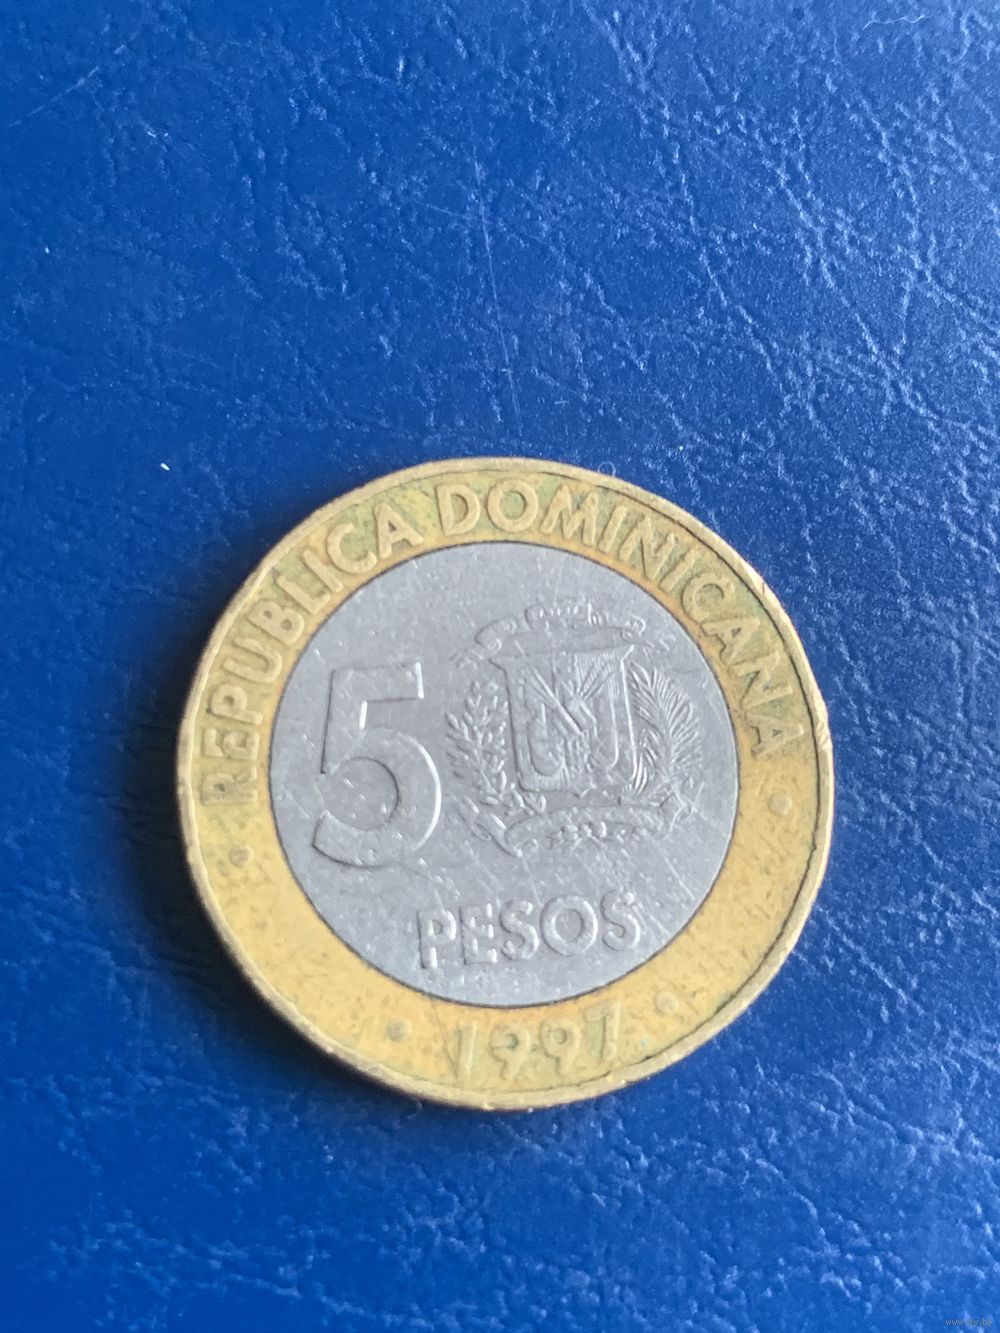 REPUBLICA DOMINICANA
5
PESOS
1997